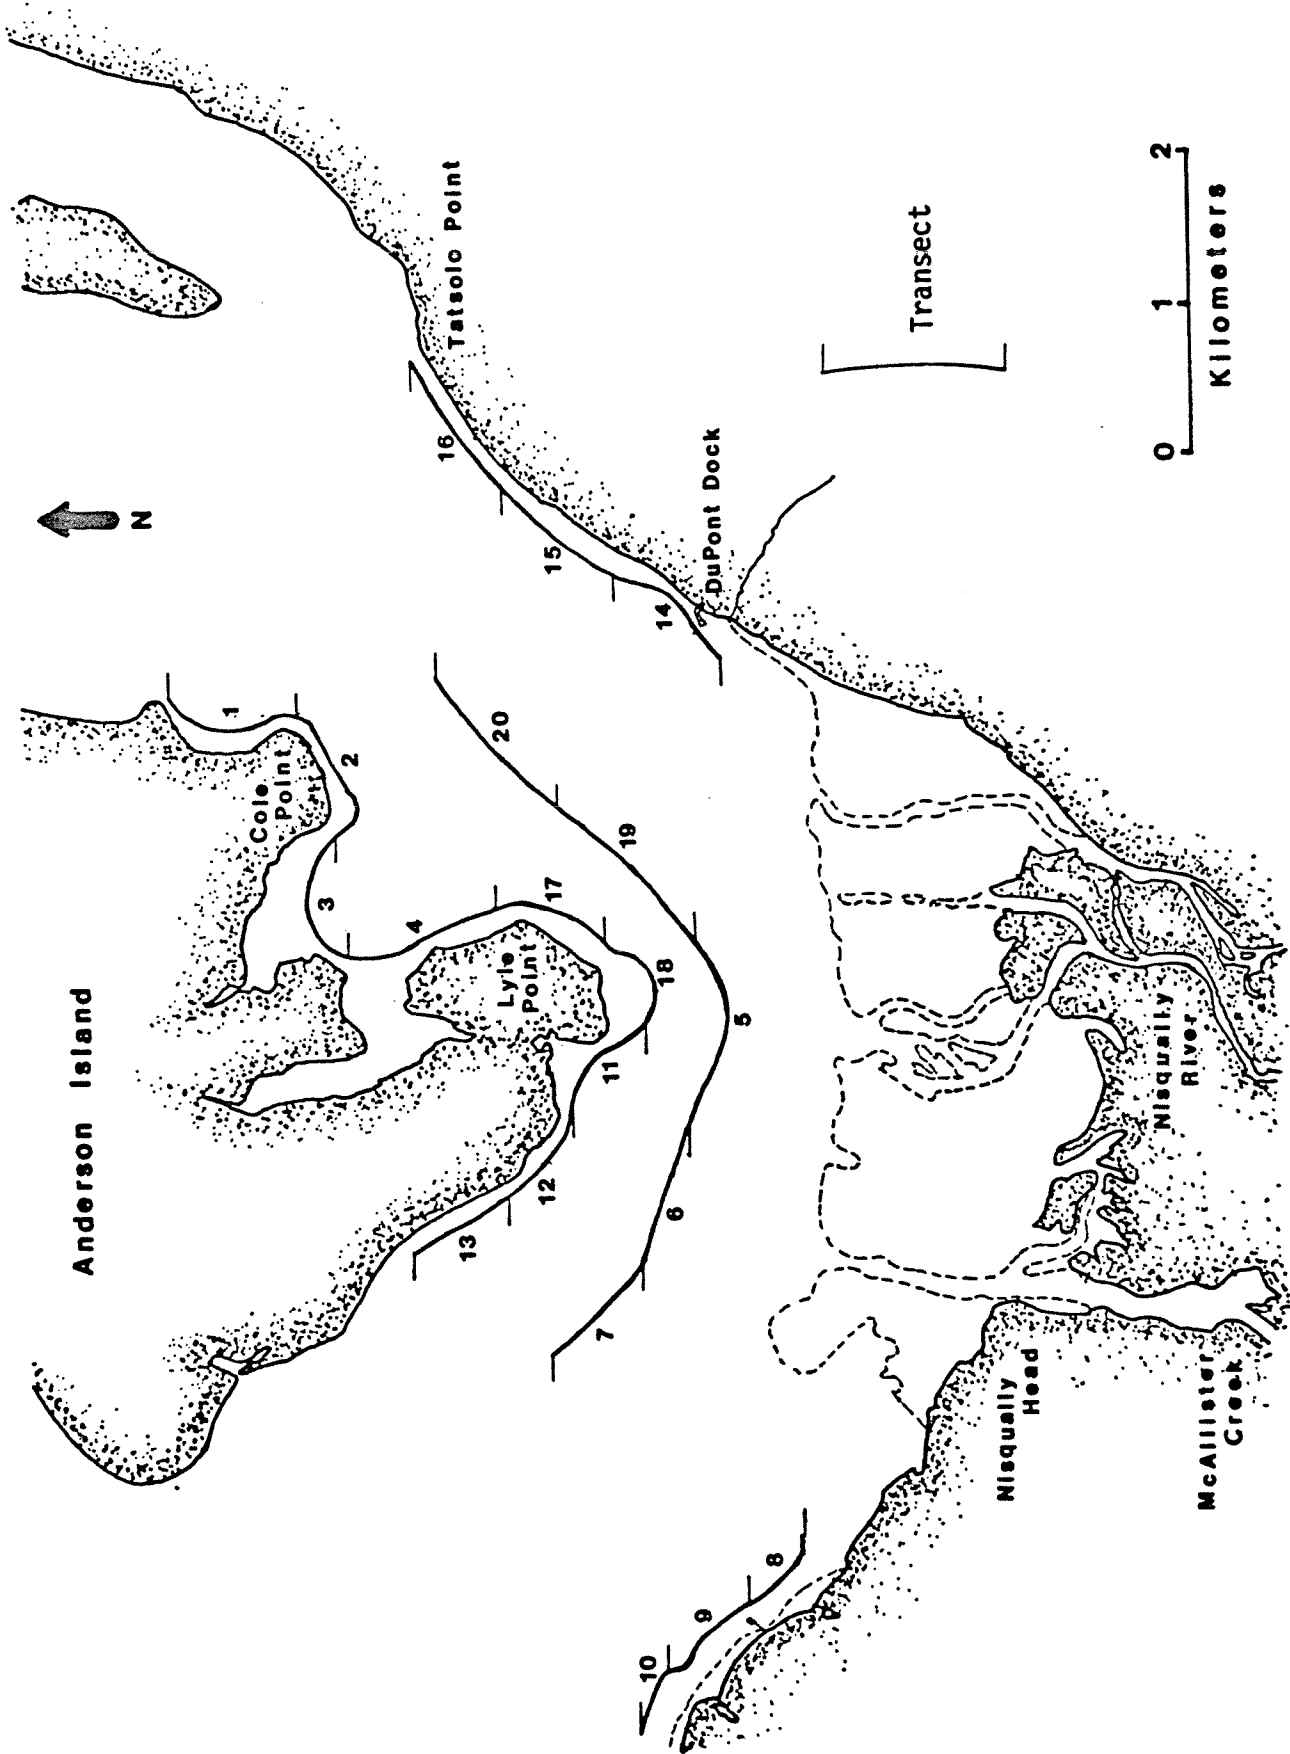 Anderson Island
Cole
Point
Lyle
Point
Tatsolo Point
DuPont Dock
Nisqually
River
Nisqually
Head
McAllister
Creek
N
1
2
3
4
5
6
7
8
9
10
11
12
13
14
15
16
17
18
19
20
Transect
0 1 2
Kilometers